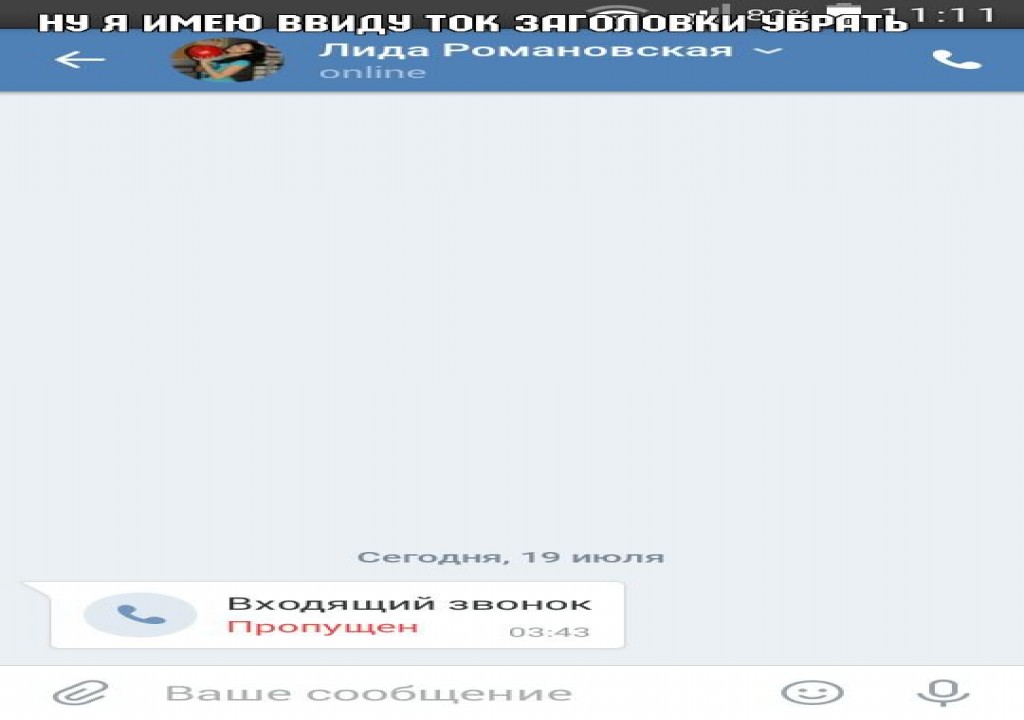 НУ Я ИМЕЮ ВВИДУ ТОК ЗАГОЛОВКИ УБРАТЬ
83% 11:11
Лида Романовская
online
Сегодня, 19 июля
Входящий звонок
Пропущен 03:43
Ваше сообщение